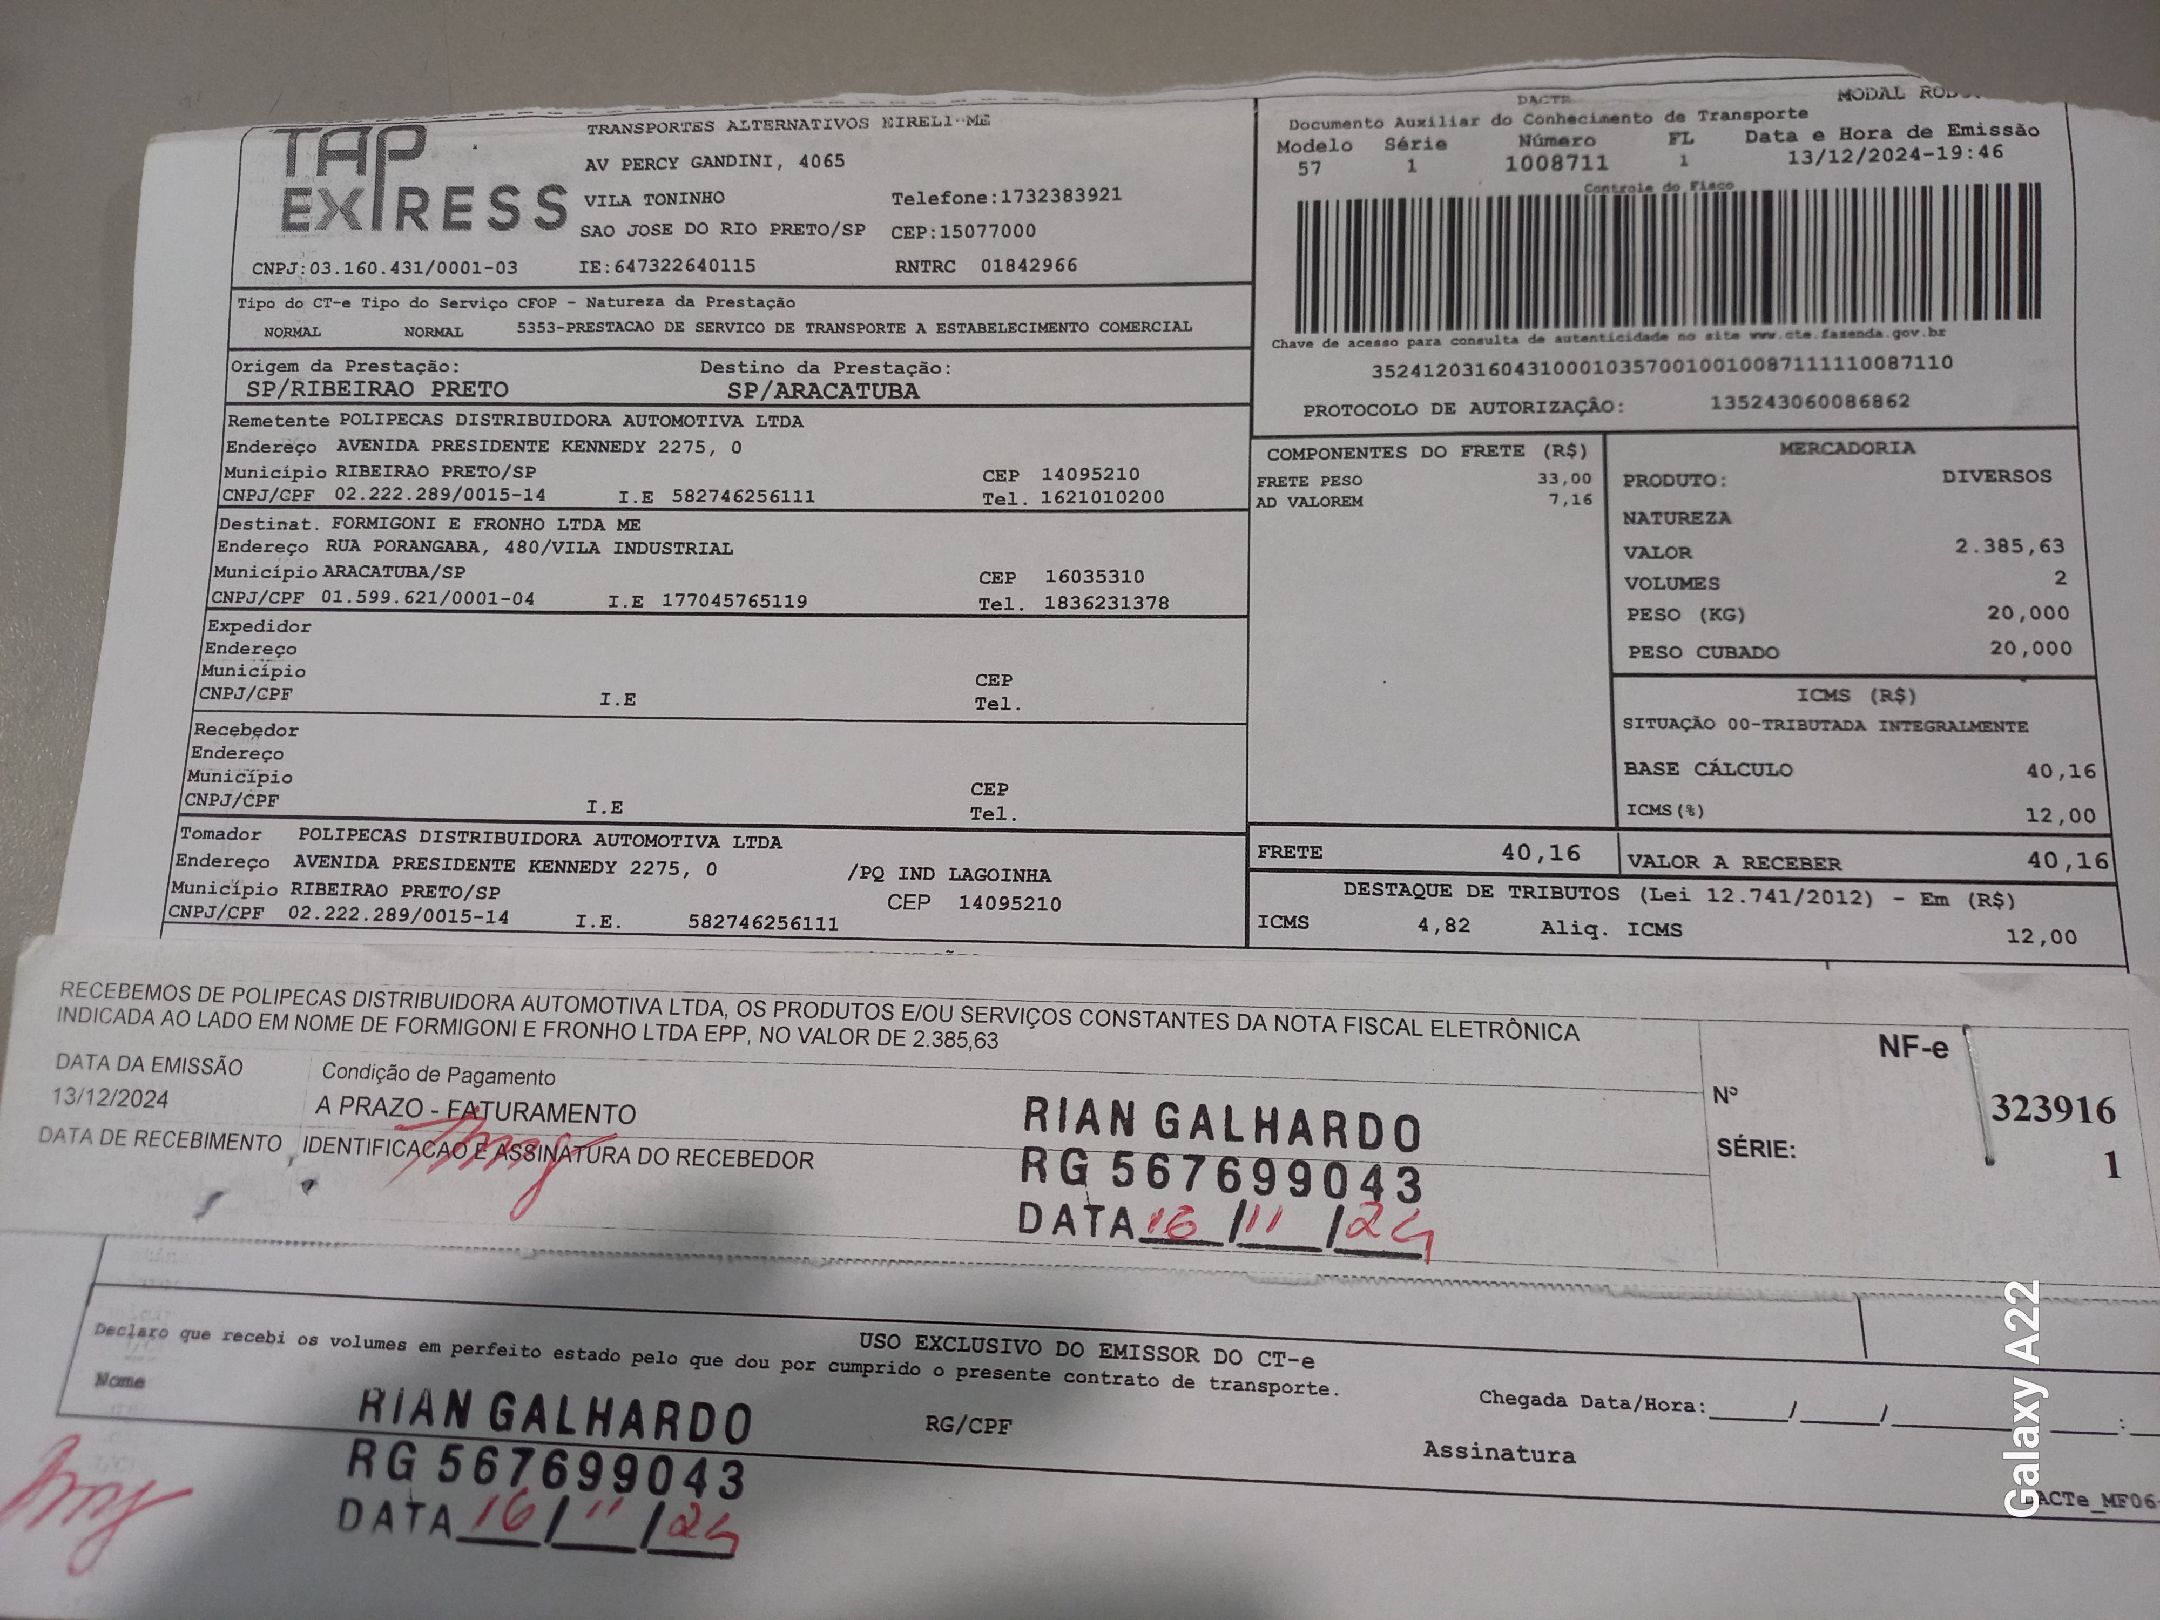 TAP
EXPRESS
TRANSPORTES ALTERNATIVOS EIRELI-ME
AV PERCY GANDINI, 4065
VILA TONINHO Telefone:1732383921
SAO JOSE DO RIO PRETO/SP CEP:15077000
CNPJ:03.160.431/0001-03 IE:647322640115 RNTRC 01842966
Tipo do CT-e Tipo do Serviço CFOP - Natureza da Prestação
NORMAL NORMAL 5353-PRESTACAO DE SERVICO DE TRANSPORTE A ESTABELECIMENTO COMERCIAL
Origem da Prestação: Destino da Prestação:
SP/RIBEIRAO PRETO SP/ARACATUBA
Remetente POLIPECAS DISTRIBUIDORA AUTOMOTIVA LTDA
Endereço AVENIDA PRESIDENTE KENNEDY 2275, 0
Município RIBEIRAO PRETO/SP CEP 14095210
CNPJ/CPF 02.222.289/0015-14 I.E 582746256111 Tel. 1621010200
Destinat. FORMIGONI E FRONHO LTDA ME
Endereço RUA PORANGABA, 480/VILA INDUSTRIAL
Município ARACATUBA/SP CEP 16035310
CNPJ/CPF 01.599.621/0001-04 I.E 177045765119 Tel. 1836231378
Expedidor
Endereço
Município CEP
CNPJ/CPF I.E Tel.
Recebedor
Endereço
Município CEP
CNPJ/CPF I.E Tel.
Tomador POLIPECAS DISTRIBUIDORA AUTOMOTIVA LTDA
Endereço AVENIDA PRESIDENTE KENNEDY 2275, 0 /PQ IND LAGOINHA
Município RIBEIRAO PRETO/SP CEP 14095210
CNPJ/CPF 02.222.289/0015-14 I.E. 582746256111
DACTE MODAL
Documento Auxiliar do Conhecimento de Transporte
Modelo Série Número FL Data e Hora de Emissão
57 1 1008711 1 13/12/2024-19:46
Controle do Fisco
Chave de acesso para consulta de autenticidade no site www.cte.fazenda.gov.br
35241203160431000103570010010087111110087110
PROTOCOLO DE AUTORIZAÇÂO: 135243060086862
COMPONENTES DO FRETE (R$)
FRETE PESO 33,00
AD VALOREM 7,16
MERCADORIA
PRODUTO: DIVERSOS
NATUREZA
VALOR 2.385,63
VOLUMES 2
PESO (KG) 20,000
PESO CUBADO 20,000
ICMS (R$)
SITUAÇÃO 00-TRIBUTADA INTEGRALMENTE
BASE CÁLCULO 40,16
ICMS(%) 12,00
FRETE 40,16 VALOR A RECEBER 40,16
DESTAQUE DE TRIBUTOS (Lei 12.741/2012) - Em (R$)
ICMS 4,82 Aliq. ICMS 12,00
RECEBEMOS DE POLIPECAS DISTRIBUIDORA AUTOMOTIVA LTDA, OS PRODUTOS E/OU SERVIÇOS CONSTANTES DA NOTA FISCAL ELETRÔNICA
INDICADA AO LADO EM NOME DE FORMIGONI E FRONHO LTDA EPP, NO VALOR DE 2.385,63
DATA DA EMISSÃO Condição de Pagamento
13/12/2024 A PRAZO - FATURAMENTO
DATA DE RECEBIMENTO IDENTIFICACAO E ASSINATURA DO RECEBEDOR
RIAN GALHARDO
RG 567699043
DATA 16/11/24
NF-e
Nº 323916
SÉRIE: 1
USO EXCLUSIVO DO EMISSOR DO CT-e
Declaro que recebi os volumes em perfeito estado pelo que dou por cumprido o presente contrato de transporte.
Nome RG/CPF Chegada Data/Hora:____/____/____ ____:
Assinatura
RIAN GALHARDO
RG 567699043
DATA 16/11/24
ACTe_MF06-
Galaxy A22